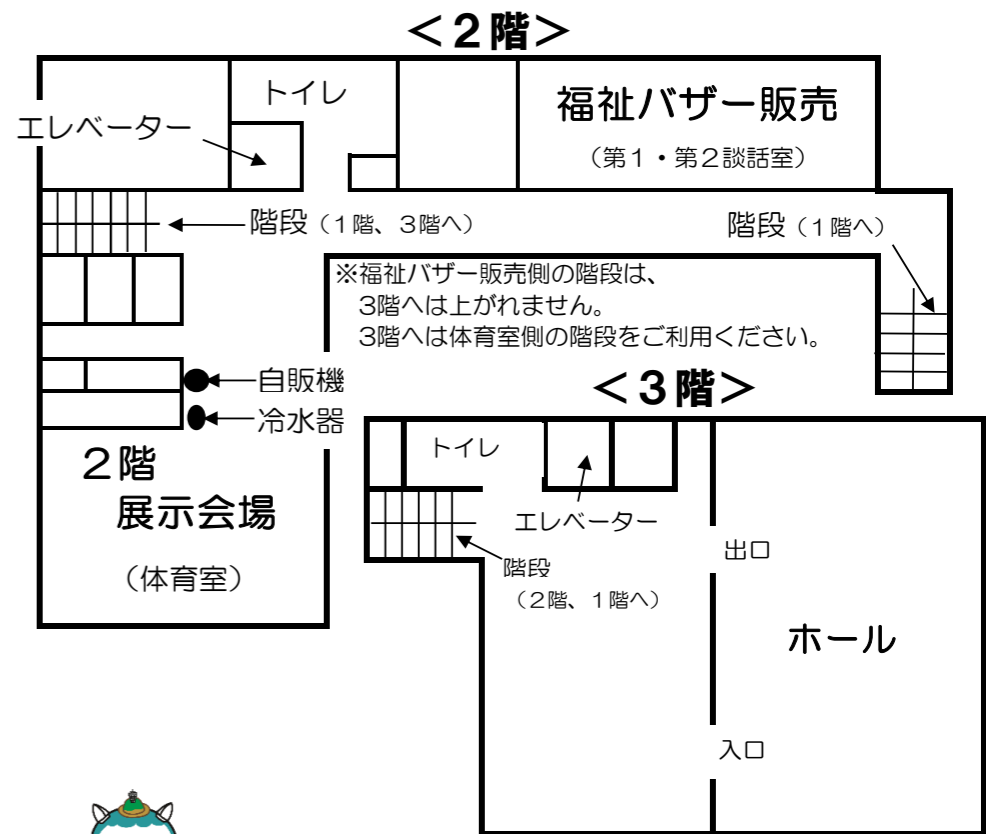 ＜２階＞
トイレ
エレベーター
福祉バザー販売
（第１・第２談話室）
階段（１階、３階へ）
階段（１階へ）
※福祉バザー販売側の階段は、
3階へは上がれません。
3階へは体育室側の階段をご利用ください。
自販機
冷水器
２階
展示会場
（体育室）
＜３階＞
トイレ
エレベーター
階段
（２階、１階へ）
出口
ホール
入口